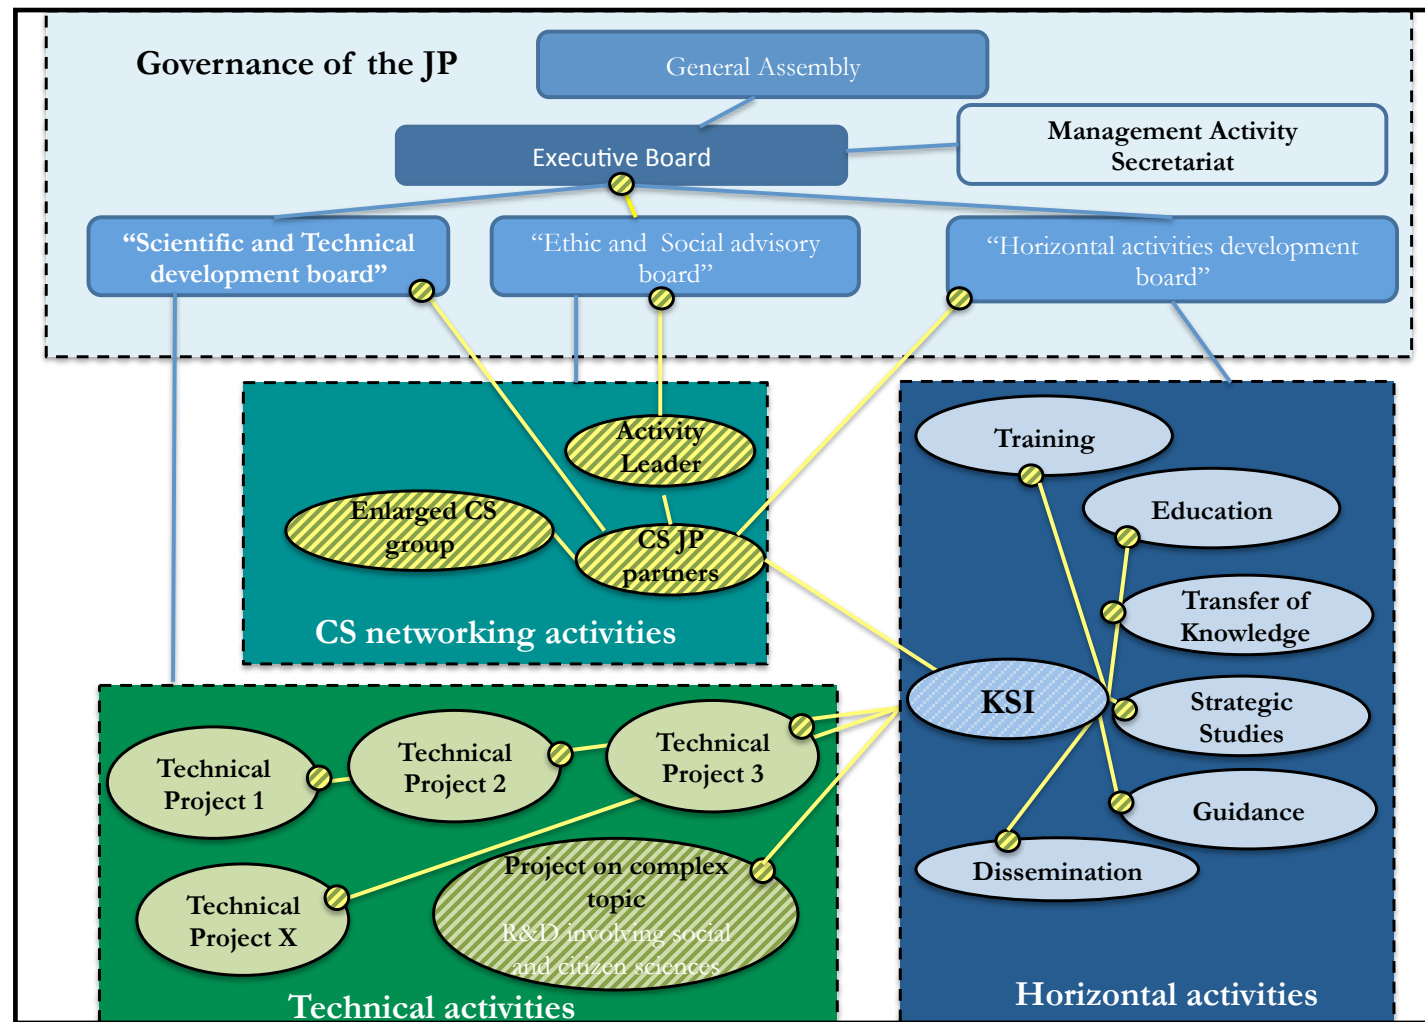 Governance of the JP
General Assembly
Executive Board
Management Activity
Secretariat
“Scientific and Technical
development board”
“Ethic and Social advisory
board”
“Horizontal activities development
board”
Activity
Leader
Enlarged CS
group
CS JP
partners
CS networking activities
Training
Education
Transfer of
Knowledge
KSI
Strategic
Studies
Guidance
Dissemination
Horizontal activities
Technical
Project 1
Technical
Project 2
Technical
Project 3
Technical
Project X
Project on complex
topic
R&D involving social
and citizen sciences
Technical activities